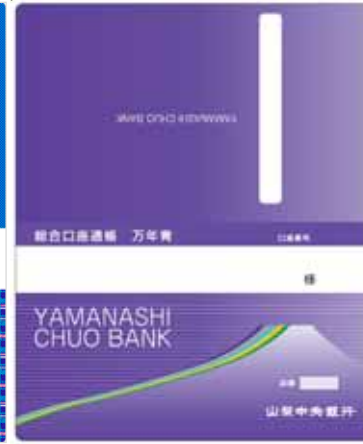 YAMANASHI CHUO BANK
総合口座通帳 万年青
口座番号
様
YAMANASHI
CHUO BANK
店番
山梨中央銀行